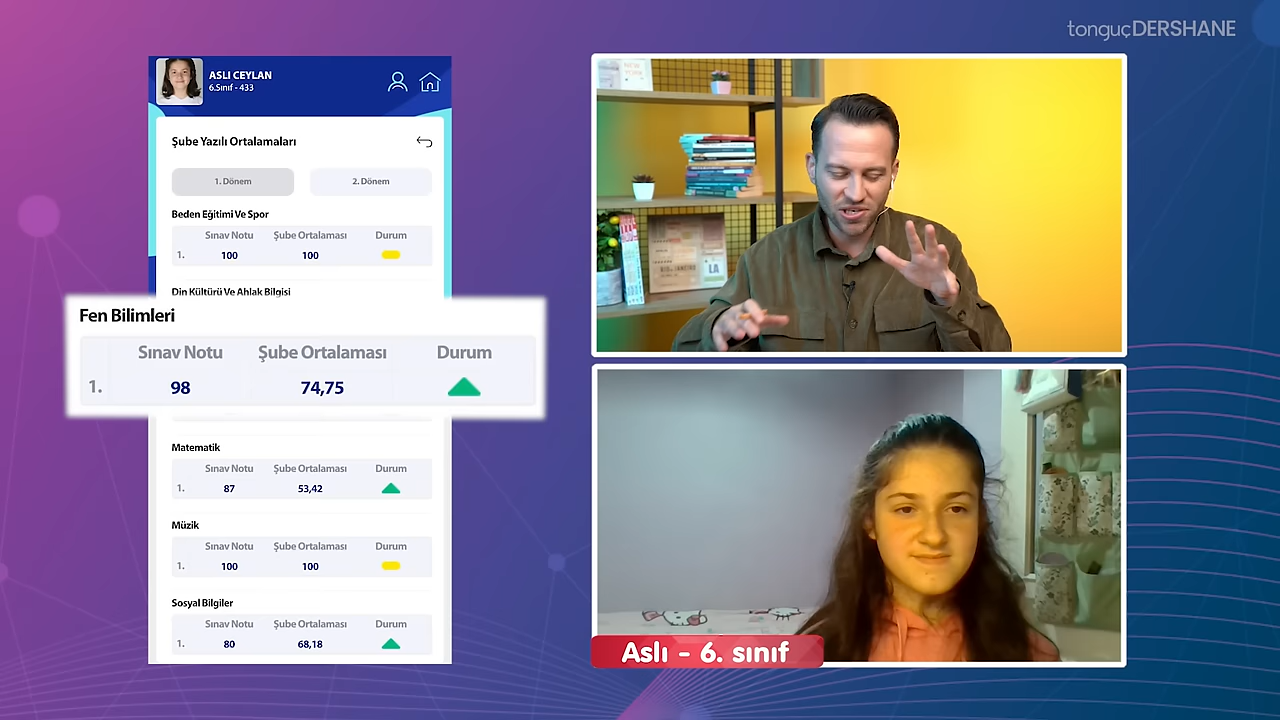 tonguçDERSHANE
ASLI CEYLAN
6.Sınıf - 433
Şube Yazılı Ortalamaları
1. Dönem
2. Dönem
Beden Eğitimi Ve Spor
Sınav Notu Şube Ortalaması Durum
1. 100 100
Din Kültürü Ve Ahlak Bilgisi
Fen Bilimleri
Sınav Notu Şube Ortalaması Durum
1. 98 74,75
Matematik
Sınav Notu Şube Ortalaması Durum
1. 87 53,42
Müzik
Sınav Notu Şube Ortalaması Durum
1. 100 100
Sosyal Bilgiler
Sınav Notu Şube Ortalaması Durum
1. 80 68,18
NEW YORK
LA
Aslı - 6. sınıf